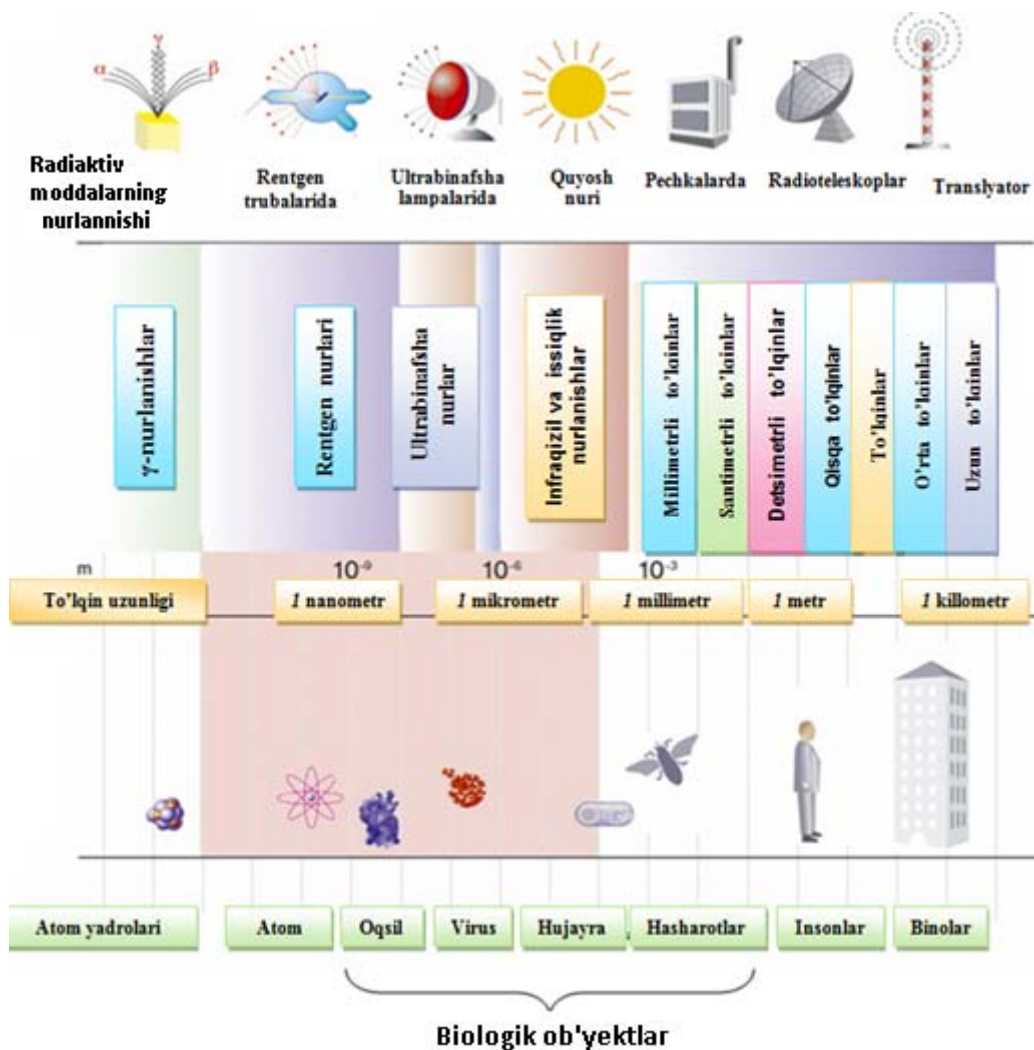 α γ β
Radiaktiv
moddalarning
nurlannishi
Rentgen
trubalarida
Ultrabinafsha
lampalarida
Quyosh
nuri
Pechkalarda
Radioteleskoplar
Translyator
γ-nurlanishlar
Rentgen nurlari
Ultrabinafsha
nurlar
Infraqizil va issiqlik
nurlanishlar
Millimetrli to'lqinlar
Santimetrli to'lqinlar
Detsimetrli to'lqinlar
Qisqa to'lqinlar
To'lqinlar
O'rta to'lqinlar
Uzun to'lqinlar
m 10⁻⁹ 10⁻⁶ 10⁻³
To'lqin uzunligi
1 nanometr
1 mikrometr
1 millimetr
1 metr
1 killometr
Atom yadrolari
Atom
Oqsil
Virus
Hujayra
Hasharotlar
Insonlar
Binolar
Biologik ob'yektlar